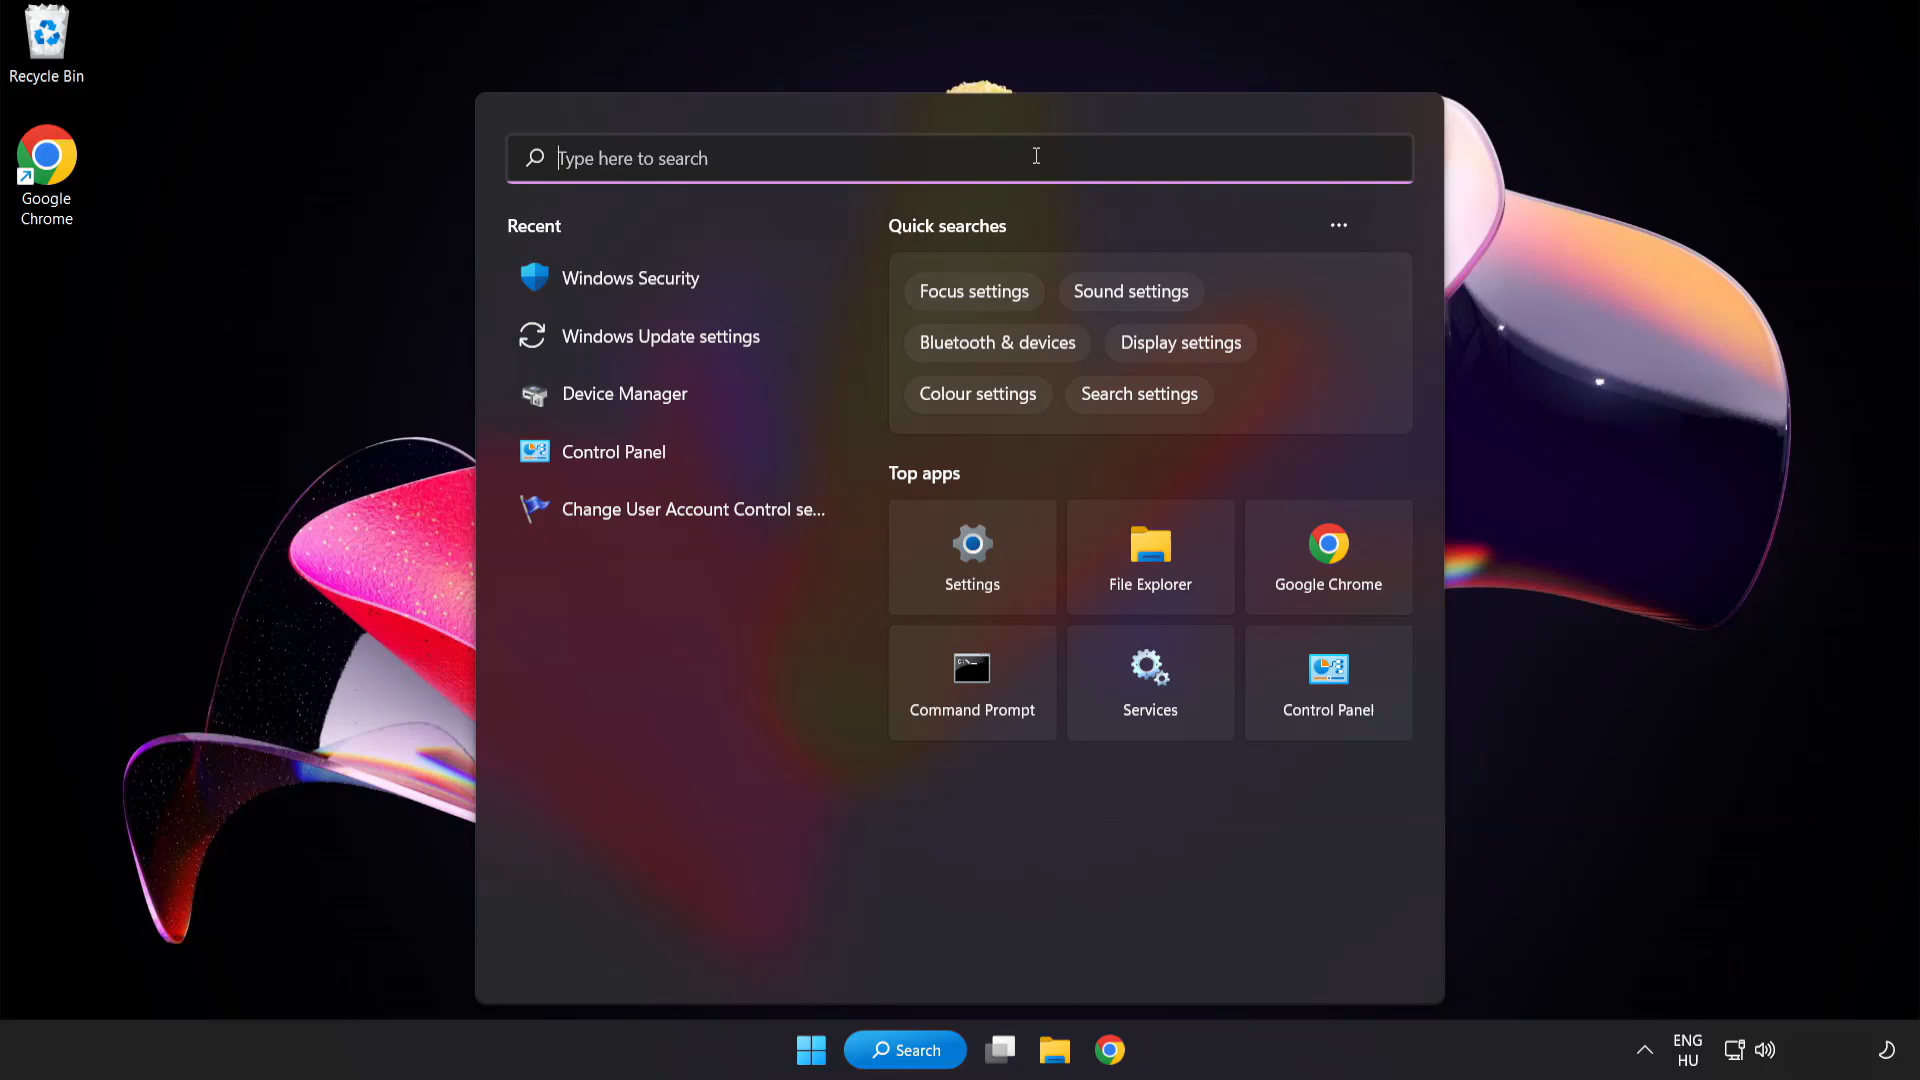 Recycle Bin
Google
Chrome
Type here to search
Recent
Windows Security
Windows Update settings
Device Manager
Control Panel
Change User Account Control se...
Quick searches
Focus settings
Sound settings
Bluetooth & devices
Display settings
Colour settings
Search settings
Top apps
Settings
File Explorer
Google Chrome
Command Prompt
Services
Control Panel
Search
ENG
HU